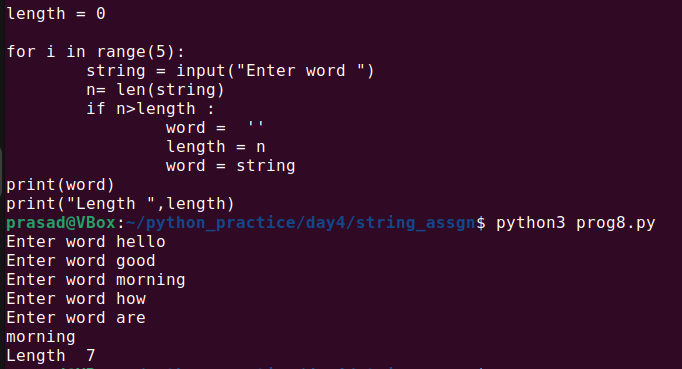 length = 0
for i in range(5):
        string = input("Enter word ")
        n= len(string)
        if n>length :
                word =  ''
                length = n
                word = string
print(word)
print("Length ",length)
prasad@VBox:~/python_practice/day4/string_assgn$ python3 prog8.py
Enter word hello
Enter word good
Enter word morning
Enter word how
Enter word are
morning
Length  7